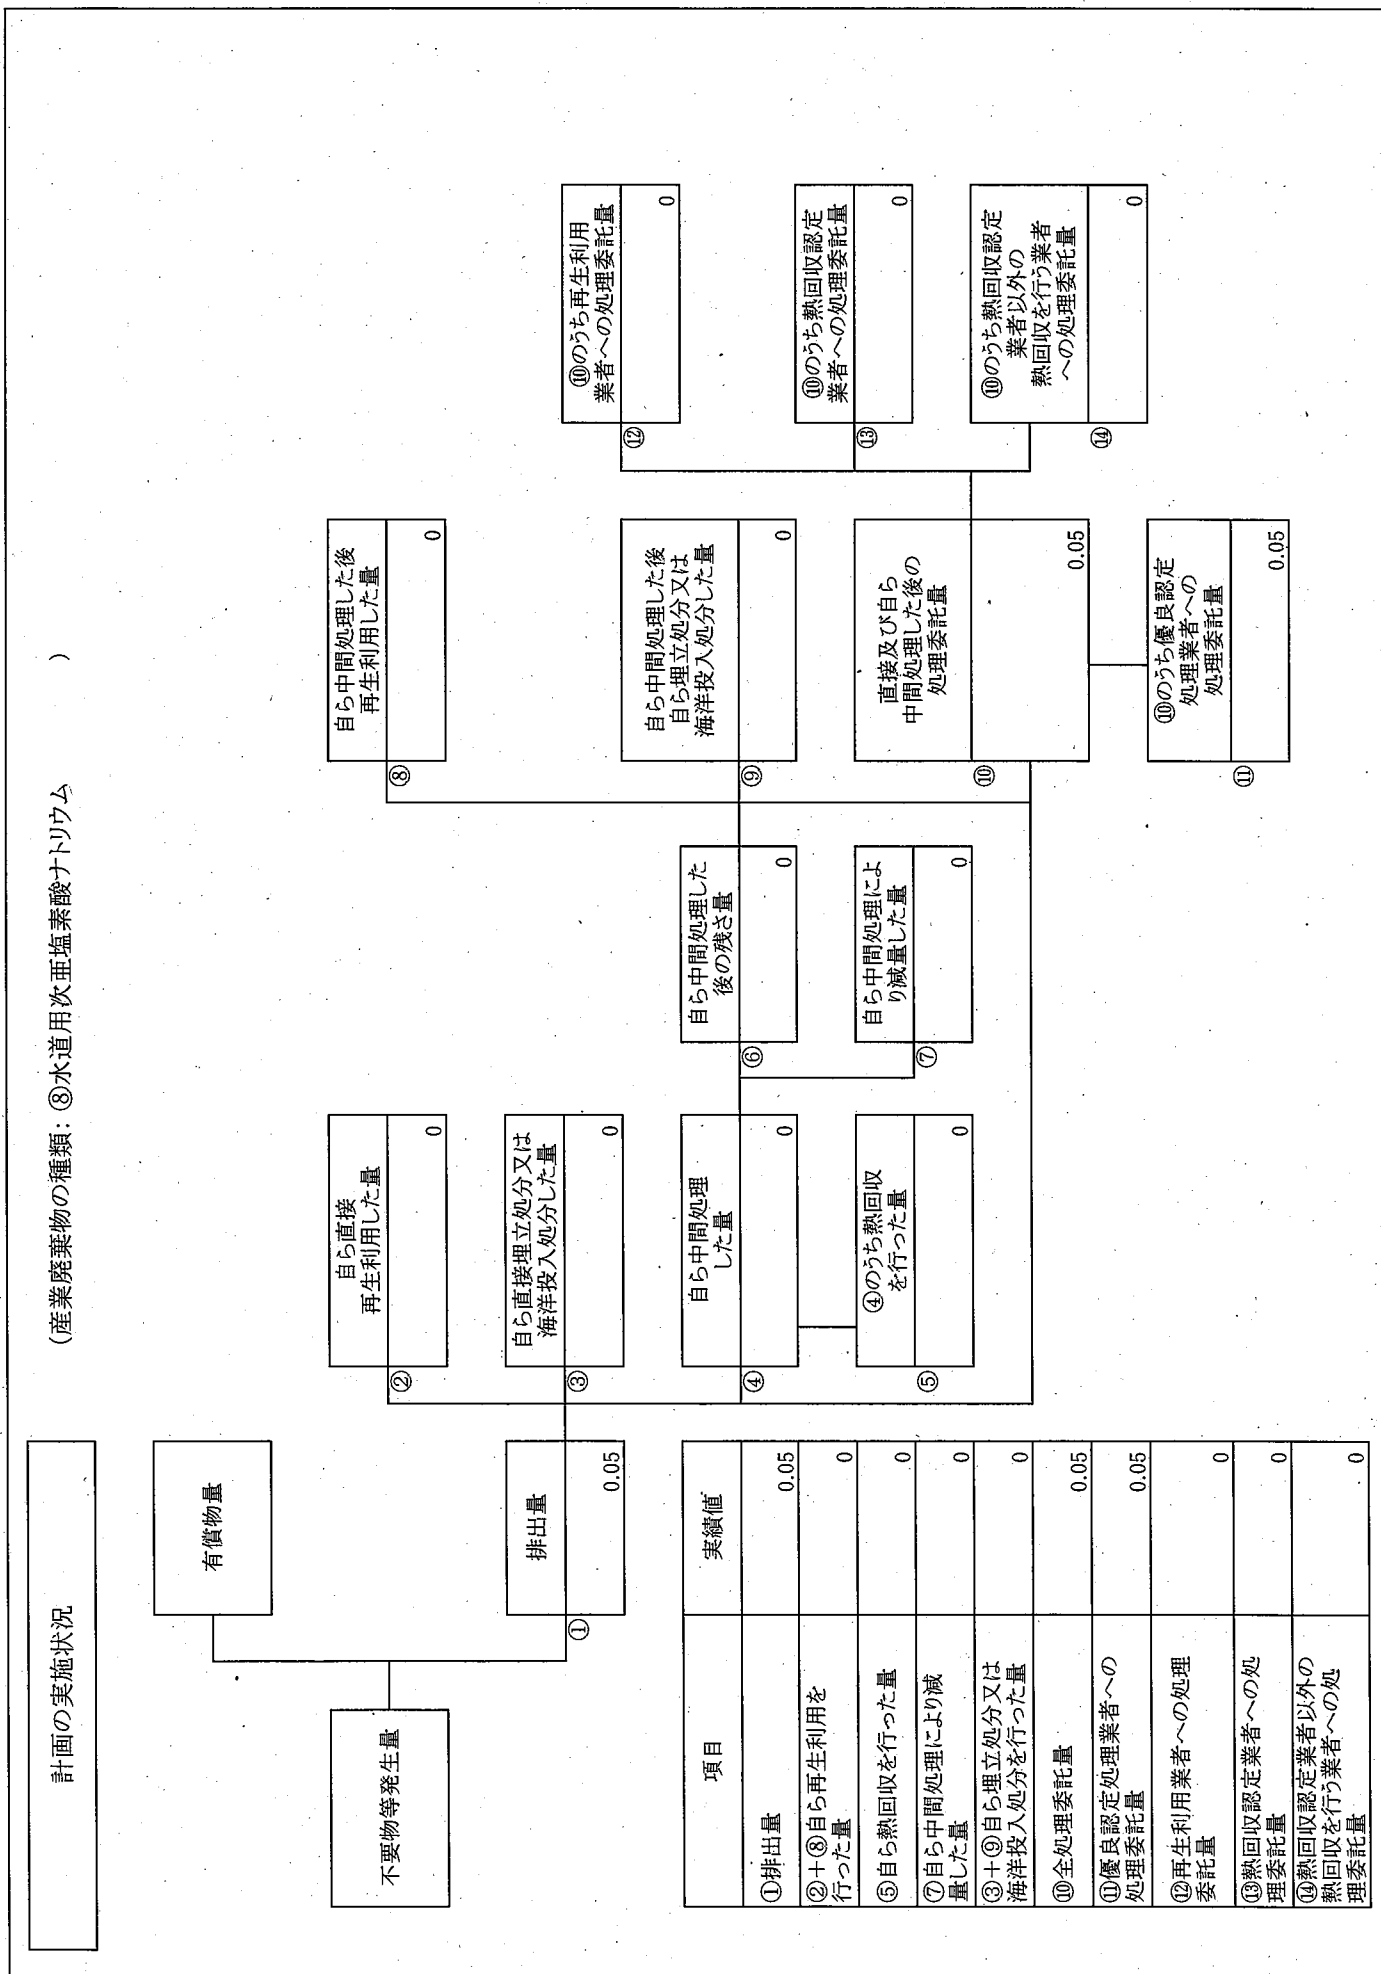 計画の実施状況
(産業廃棄物の種類：⑧水道用次亜塩素酸ナトリウム　　　　)
不要物等発生量
有償物量
①
排出量
0.05
②
自ら直接
再生利用した量
0
③
自ら直接埋立処分又は
海洋投入処分した量
0
④
自ら中間処理
した量
0
⑤
④のうち熱回収
を行った量
0
⑥
自ら中間処理した
後の残さ量
0
⑦
自ら中間処理によ
り減量した量
0
⑧
自ら中間処理した後
再生利用した量
0
⑨
自ら中間処理した後
自ら埋立処分又は
海洋投入処分した量
0
⑩
直接及び自ら
中間処理した後の
処理委託量
0.05
⑪
⑩のうち優良認定
処理業者への
処理委託量
0.05
⑫
⑩のうち再生利用
業者への処理委託量
0
⑬
⑩のうち熱回収認定
業者への処理委託量
0
⑭
⑩のうち熱回収認定
業者以外の
熱回収を行う業者
への処理委託量
0
項目 実績値
①排出量 0.05
②＋⑧自ら再生利用を
行った量 0
⑤自ら熱回収を行った量 0
⑦自ら中間処理により減
量した量 0
③＋⑨自ら埋立処分又は
海洋投入処分を行った量 0
⑩全処理委託量 0.05
⑪優良認定処理業者への
処理委託量 0.05
⑫再生利用業者への処理
委託量 0
⑬熱回収認定業者への処
理委託量 0
⑭熱回収認定業者以外の
熱回収を行う業者への処
理委託量 0